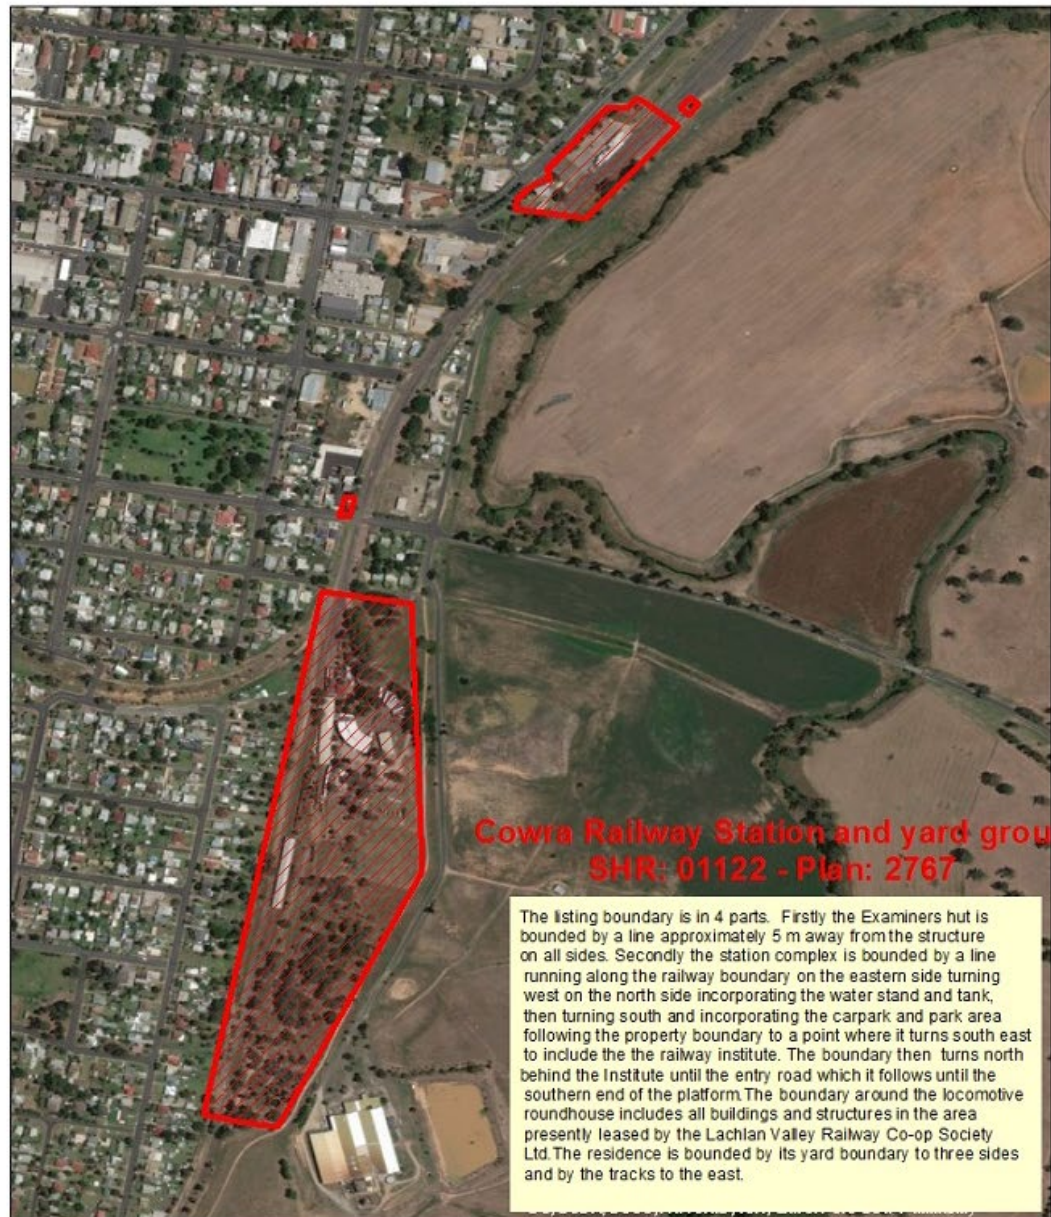 Cowra Railway Station and yard grou
SHR: 01122 - Plan: 2767
The listing boundary is in 4 parts. Firstly the Examiners hut is
bounded by a line approximately 5 m away from the structure
on all sides. Secondly the station complex is bounded by a line
running along the railway boundary on the eastern side turning
west on the north side incorporating the water stand and tank,
then turning south and incorporating the carpark and park area
following the property boundary to a point where it turns south east
to include the the railway institute. The boundary then turns north
behind the Institute until the entry road which it follows until the
southern end of the platform. The boundary around the locomotive
roundhouse includes all buildings and structures in the area
presently leased by the Lachlan Valley Railway Co-op Society
Ltd. The residence is bounded by its yard boundary to three sides
and by the tracks to the east.